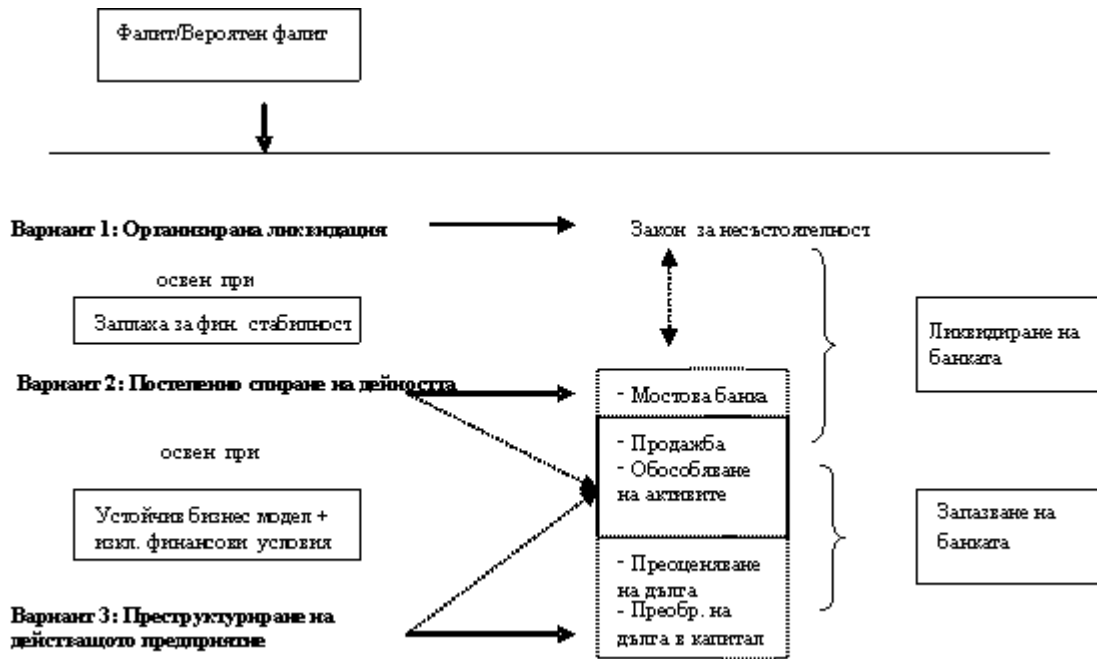 Фалит/Вероятен фалит
Вариант 1: Организирана ликвидация
Закон за несъстоятелност
освен при
Заплаха за фин. стабилност
Ликвидиране на
банката
Вариант 2: Постепенно спиране на дейността
- Мостова банка
- Продажба
- Обособяване
на активите
освен при
Устойчив бизнес модел +
изкл. финансови условия
Запазване на
банката
- Преоценяване
на дълга
- Преобр. на
дълга в капитал
Вариант 3: Преструктуриране на
действащото предприятие